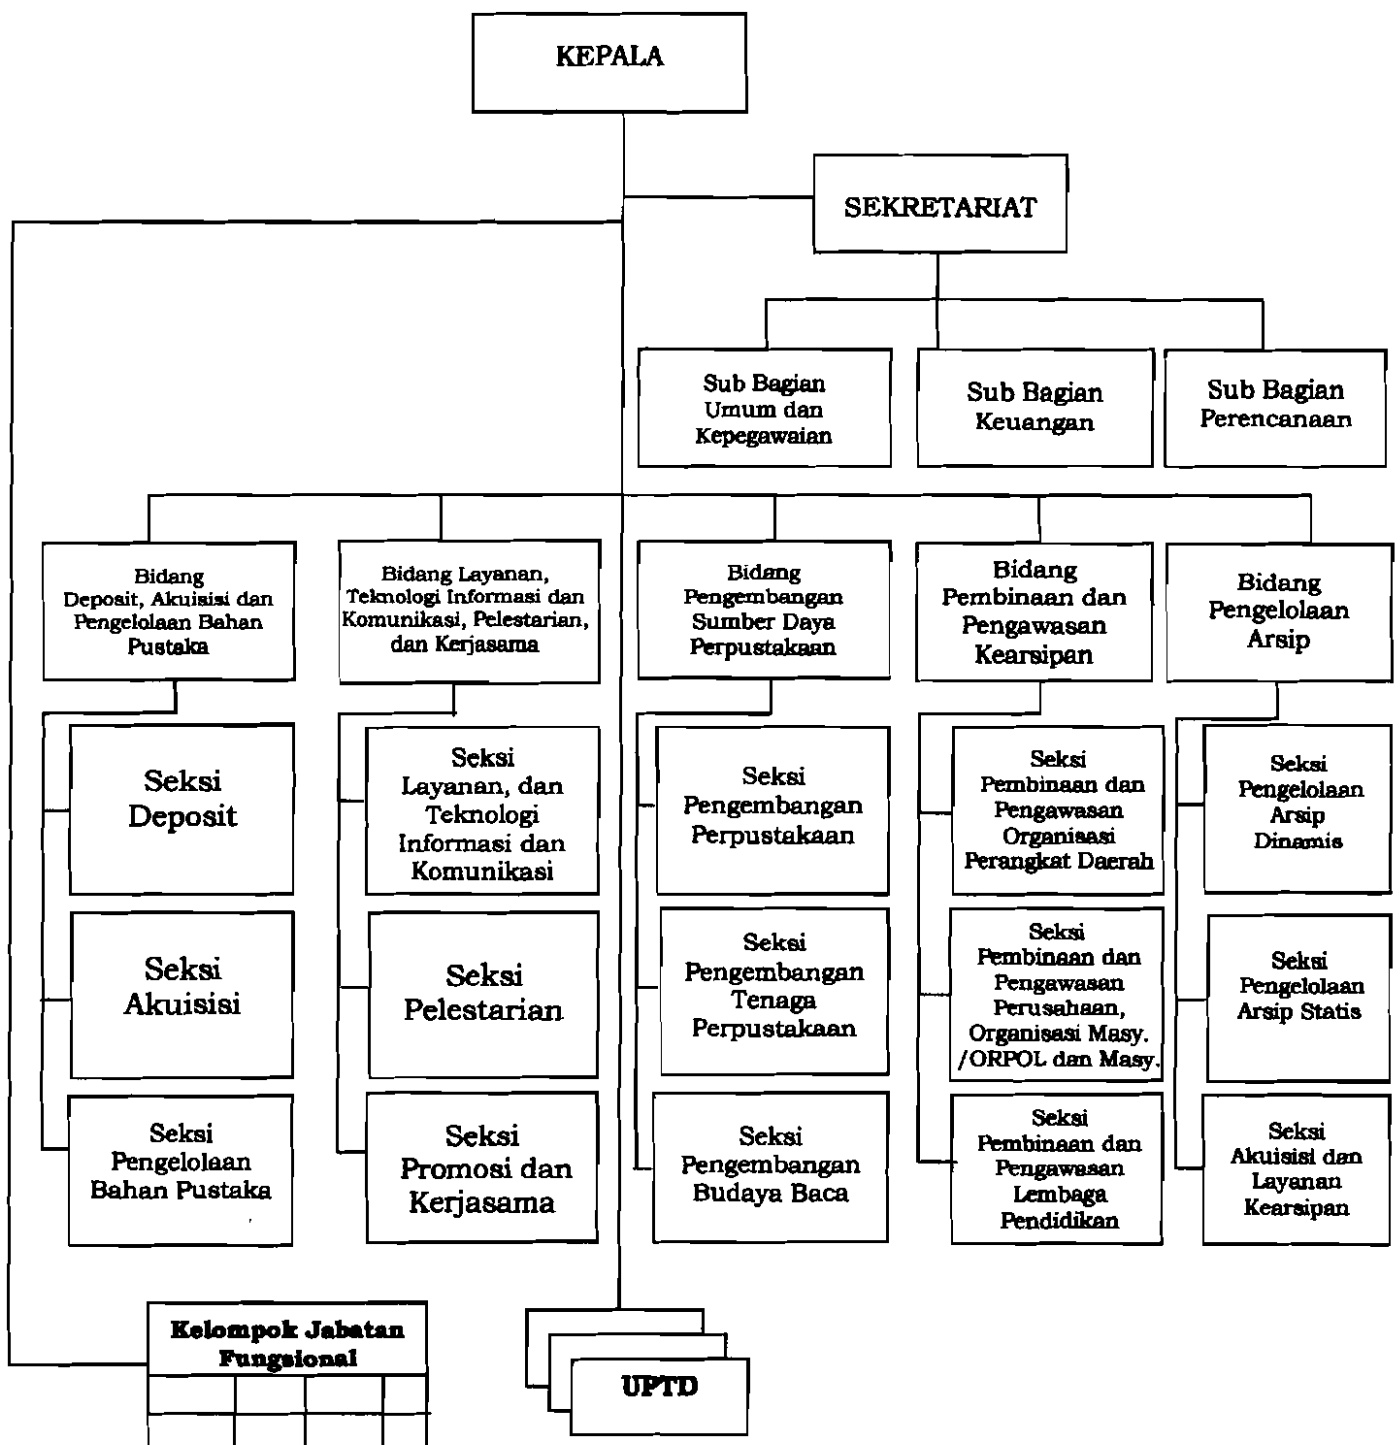 KEPALA
SEKRETARIAT
Sub Bagian
Umum dan
Kepegawaian
Sub Bagian
Keuangan
Sub Bagian
Perencanaan
Bidang
Deposit, Akuisisi dan
Pengelolaan Bahan
Pustaka
Bidang Layanan,
Teknologi Informasi dan
Komunikasi, Pelestarian,
dan Kerjasama
Bidang
Pengembangan
Sumber Daya
Perpustakaan
Bidang
Pembinaan dan
Pengawasan
Kearsipan
Bidang
Pengelolaan
Arsip
Seksi
Deposit
Seksi
Layanan, dan
Teknologi
Informasi dan
Komunikasi
Seksi
Pengembangan
Perpustakaan
Seksi
Pembinaan dan
Pengawasan
Organisasi
Perangkat Daerah
Seksi
Pengelolaan
Arsip
Dinamis
Seksi
Akuisisi
Seksi
Pelestarian
Seksi
Pengembangan
Tenaga
Perpustakaan
Seksi
Pembinaan dan
Pengawasan
Perusahaan,
Organisasi Masy.
/ORPOL dan Masy.
Seksi
Pengelolaan
Arsip Statis
Seksi
Pengelolaan
Bahan Pustaka
Seksi
Promosi dan
Kerjasama
Seksi
Pengembangan
Budaya Baca
Seksi
Pembinaan dan
Pengawasan
Lembaga
Pendidikan
Seksi
Akuisisi dan
Layanan
Kearsipan
Kelompok Jabatan
Fungsional
UPTD